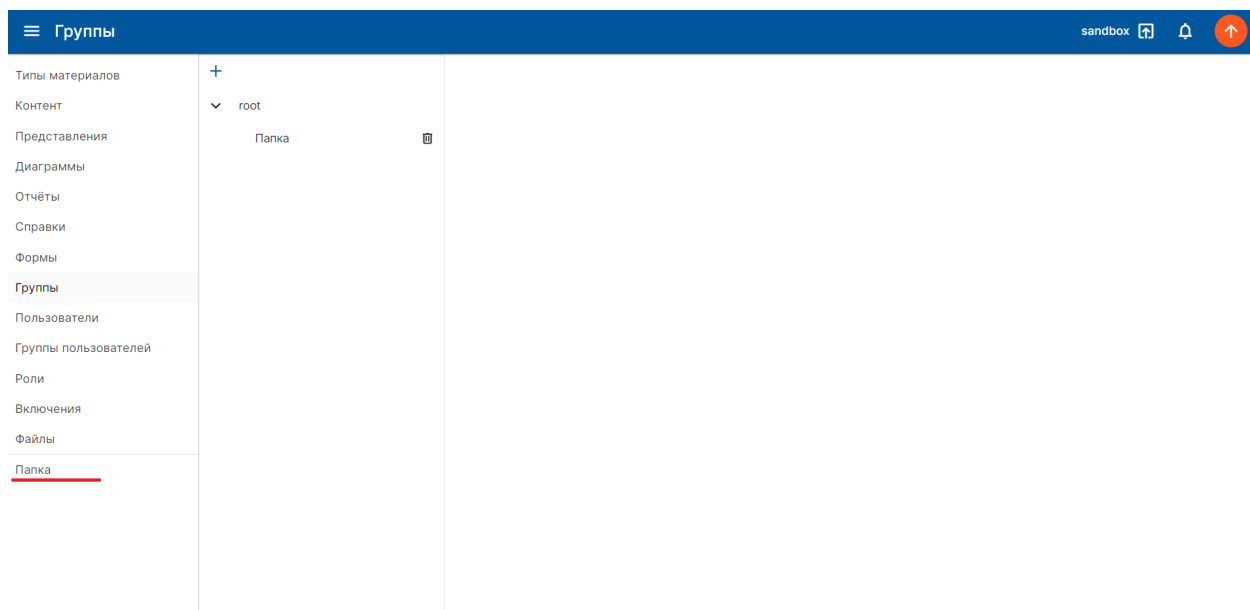 Группы
sandbox
Типы материалов
Контент
Представления
Диаграммы
Отчёты
Справки
Формы
Группы
Пользователи
Группы пользователей
Роли
Включения
Файлы
Папка
root
Папка